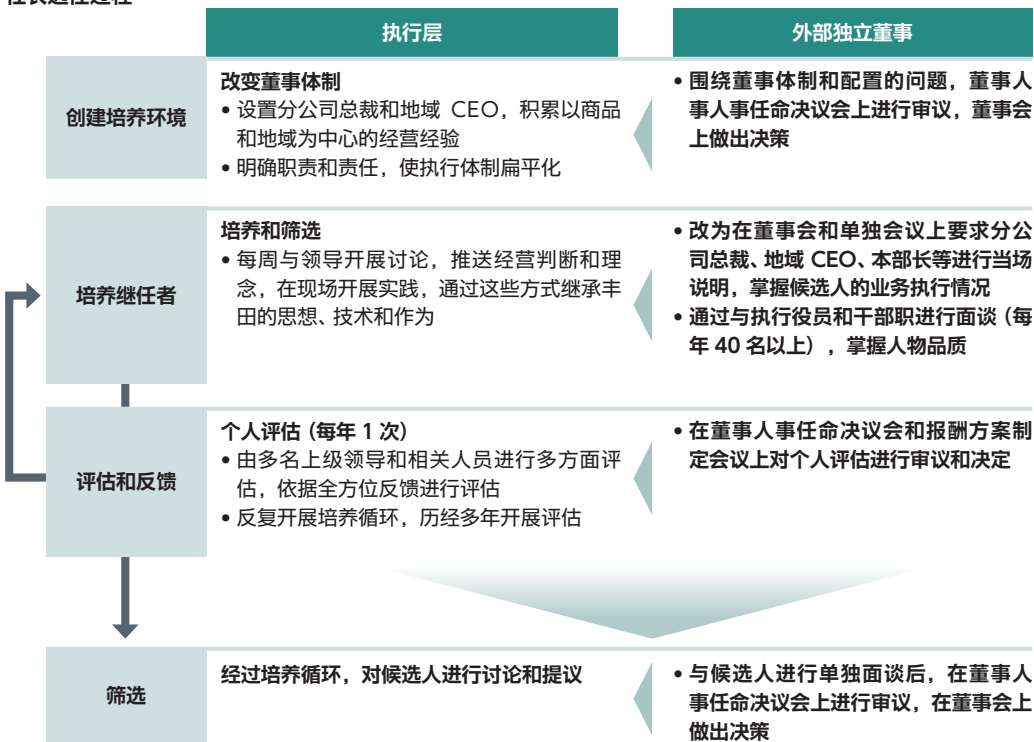 执行层
外部独立董事
创建培养环境
改变董事体制
• 设置分公司总裁和地域 CEO，积累以商品
和地域为中心的经营经验
• 明确职责和责任，使执行体制扁平化
• 围绕董事体制和配置的问题，董事人
事人事任命决议会上进行审议，董事会
上做出决策
培养继任者
培养和筛选
• 每周与领导开展讨论，推送经营判断和理
念，在现场开展实践，通过这些方式继承丰
田的思想、技术和作为
• 改为在董事会和单独会议上要求分公
司总裁、地域 CEO、本部长等进行当场
说明，掌握候选人的业务执行情况
• 通过与执行役员和干部职进行面谈（每
年 40 名以上），掌握人物品质
评估和反馈
个人评估（每年 1 次）
• 由多名上级领导和相关人员进行多方面评
估，依据全方位反馈进行评估
• 反复开展培养循环，历经多年开展评估
• 在董事人事任命决议会和报酬方案制
定会议上对个人评估进行审议和决定
筛选
经过培养循环，对候选人进行讨论和提议
• 与候选人进行单独面谈后，在董事人
事任命决议会上进行审议，在董事会上
做出决策